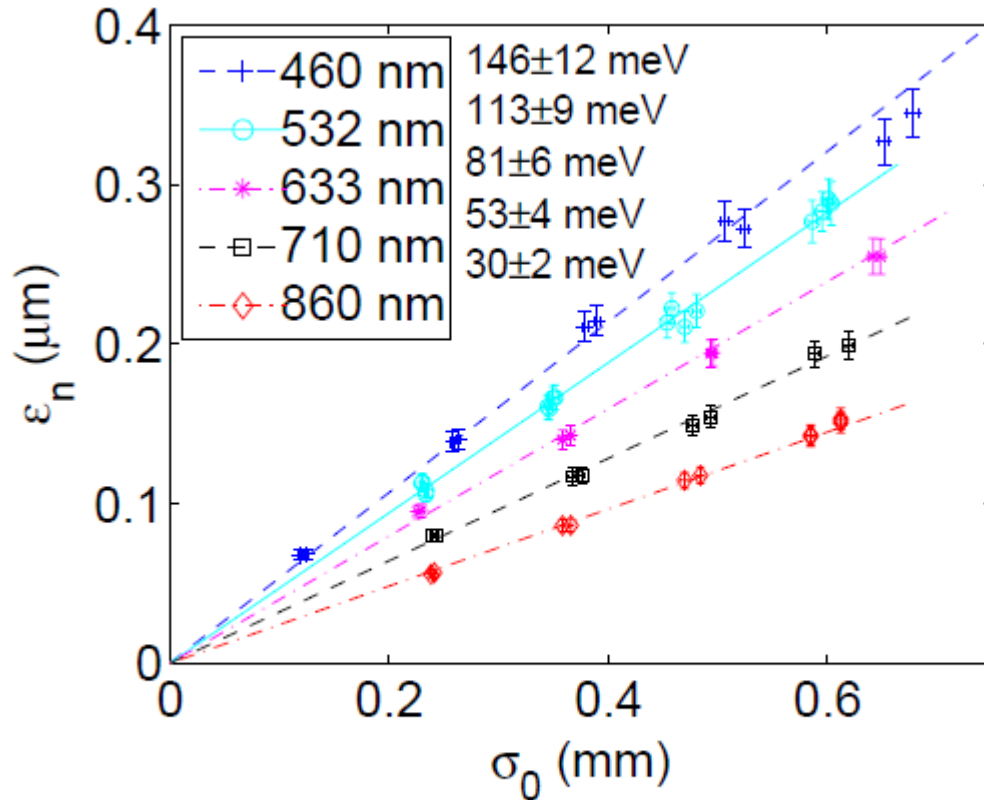 0.4
0.3
0.2
0.1
0
εn (μm)
460 nm 146±12 meV
532 nm 113±9 meV
633 nm 81±6 meV
710 nm 53±4 meV
860 nm 30±2 meV
0 0.2 0.4 0.6
σ0 (mm)